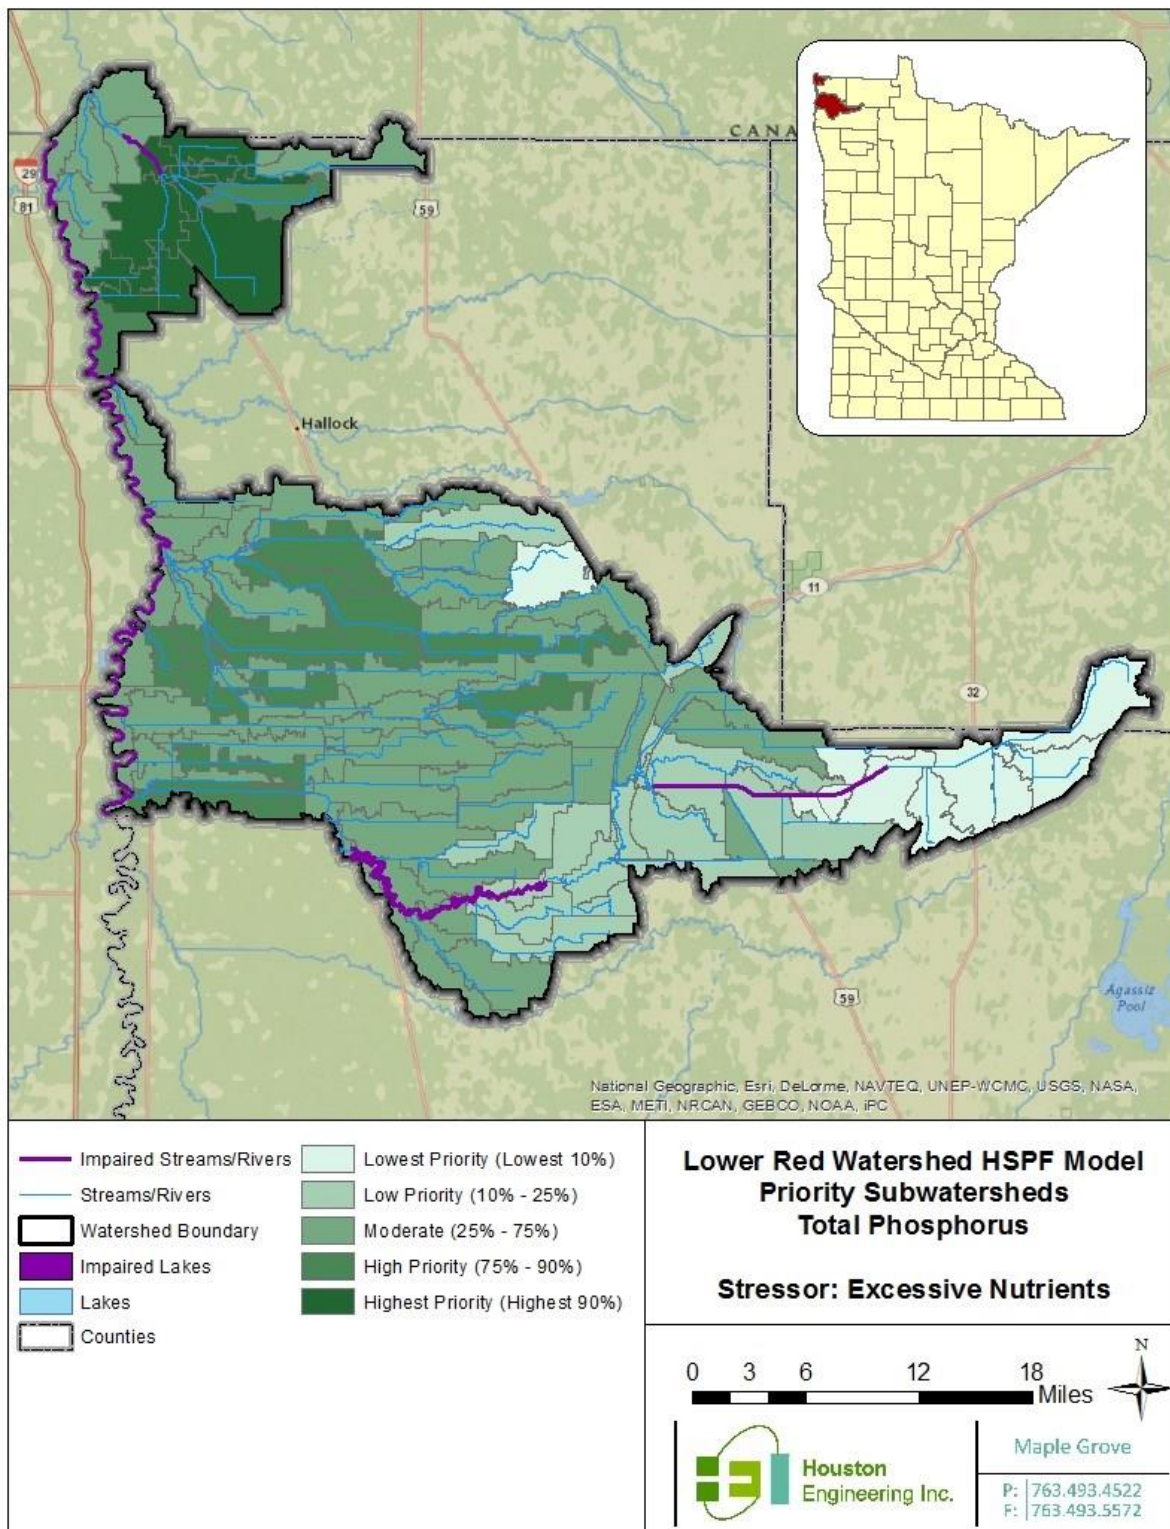 CANA
29
81
59
Hallock
11
32
59
Agassiz
Pool
National Geographic, Esri, DeLorme, NAVTEQ, UNEP-WCMC, USGS, NASA,
ESA, METI, NRCAN, GEBCO, NOAA, iPC
Impaired Streams/Rivers
Streams/Rivers
Watershed Boundary
Impaired Lakes
Lakes
Counties
Lowest Priority (Lowest 10%)
Low Priority (10% - 25%)
Moderate (25% - 75%)
High Priority (75% - 90%)
Highest Priority (Highest 90%)
Lower Red Watershed HSPF Model
Priority Subwatersheds
Total Phosphorus
Stressor: Excessive Nutrients
0 3 6 12 18
Miles
N
Houston
Engineering Inc.
Maple Grove
P: 763.493.4522
F: 763.493.5572